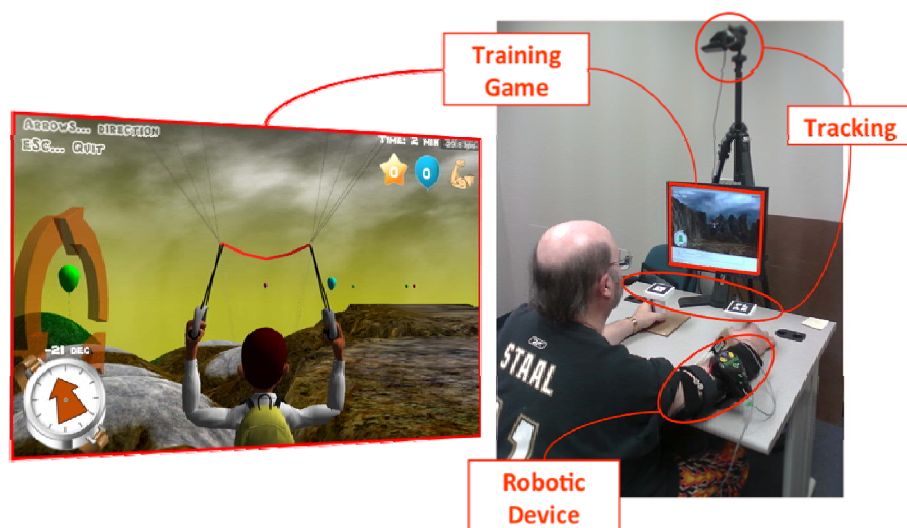 Training
Game
Tracking
ARROWS... DIRECTION
ESC... QUIT
TIME: 2 MIN
0
0
-21 DEG
STAAL
Robotic
Device